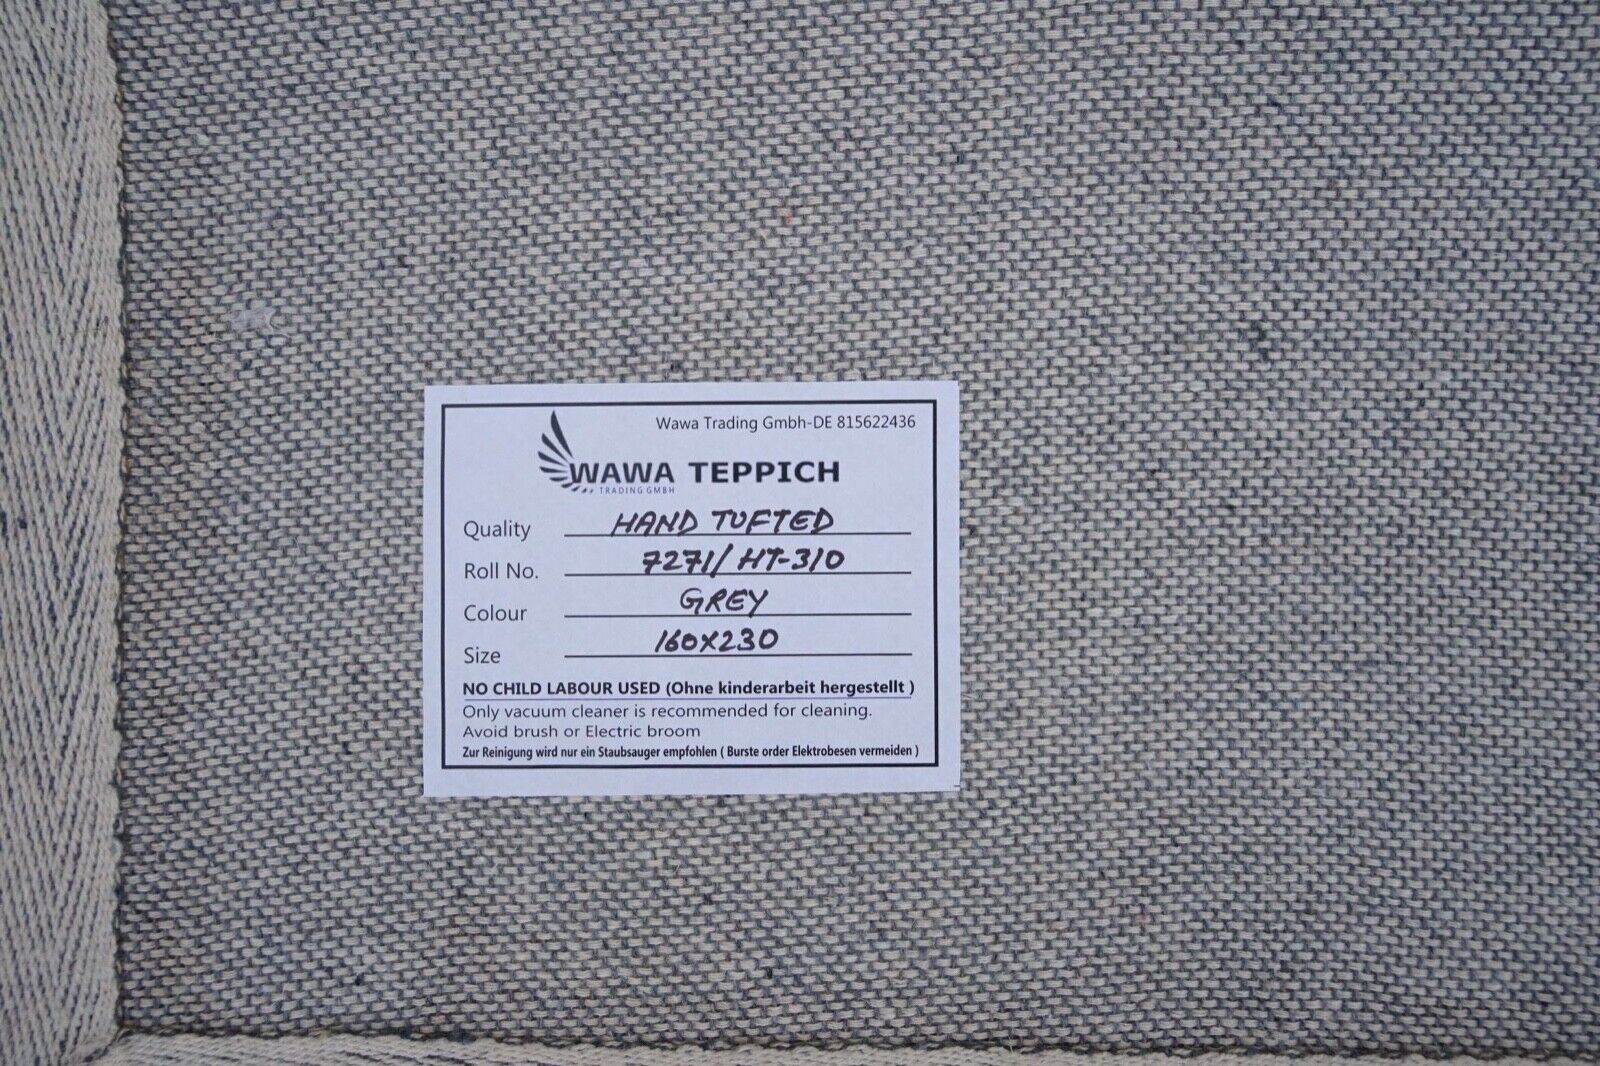 Wawa Trading Gmbh-DE 815622436
WAWA TEPPICH
TRADING GMBH
Quality HAND TUFTED
Roll No. 7271/HT-310
Colour GREY
Size 160X230
NO CHILD LABOUR USED (Ohne kinderarbeit hergestellt )
Only vacuum cleaner is recommended for cleaning.
Avoid brush or Electric broom
Zur Reinigung wird nur ein Staubsauger empfohlen ( Burste order Elektrobesen vermeiden )